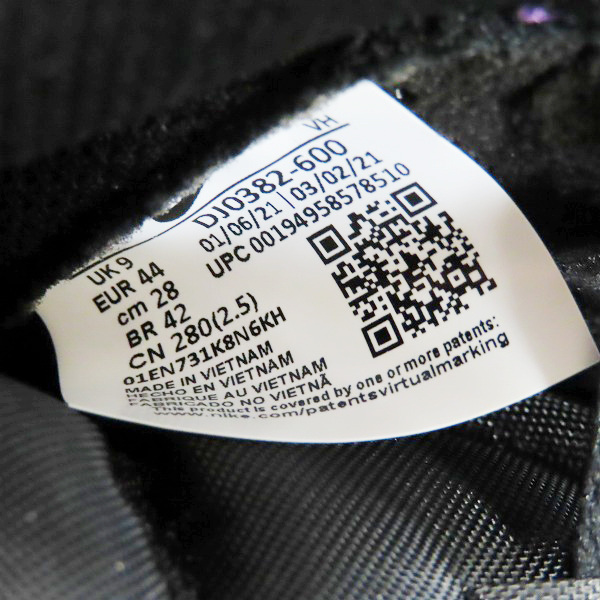 VH
DJ0382-600
01/06/21 | 03/02/21
UPC 00194958578510
UK 9
EUR 44
cm 28
BR 42
CN 280(2.5)
01EN731K8N6KH
MADE IN VIETNAM
HECHO EN VIETNAM
FABRIQUE AU VIETNAM
FABRICADO NO VIETNÃ
This product is covered by one or more patents:
www.nike.com/patentsvirtualmarking